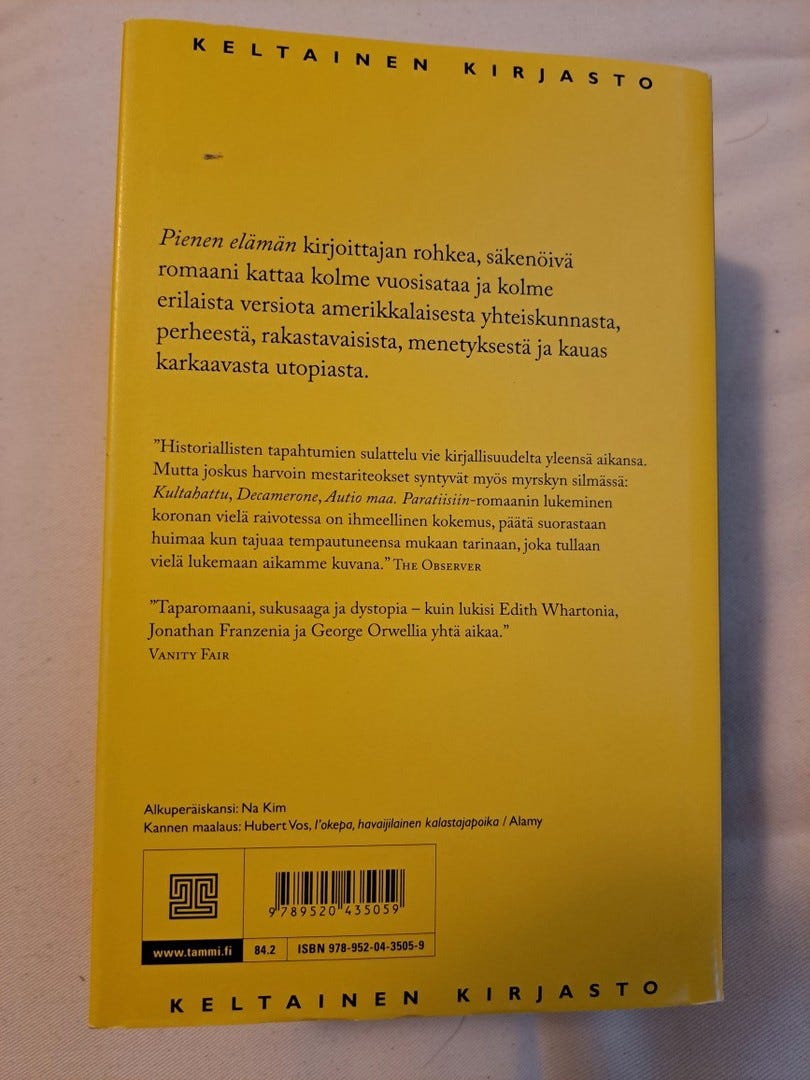 KELTAINEN KIRJASTO
Pienen elämän kirjoittajan rohkea, säkenöivä
romaani kattaa kolme vuosisataa ja kolme
erilaista versiota amerikkalaisesta yhteiskunnasta,
perheestä, rakastavaisista, menetyksestä ja kauas
karkaavasta utopiasta.
”Historiallisten tapahtumien sulattelu vie kirjallisuudelta yleensä aikansa.
Mutta joskus harvoin mestariteokset syntyvät myös myrskyn silmässä:
Kultahattu, Decamerone, Autio maa. Paratiisiin-romaanin lukeminen
koronan vielä raivotessa on ihmeellinen kokemus, päätä suorastaan
huimaa kun tajuaa tempautuneensa mukaan tarinaan, joka tullaan
vielä lukemaan aikamme kuvana.” THE OBSERVER
”Taparomaani, sukusaaga ja dystopia – kuin lukisi Edith Whartonia,
Jonathan Franzenia ja George Orwellia yhtä aikaa.”
VANITY FAIR
Alkuperäiskansi: Na Kim
Kannen maalaus: Hubert Vos, I'okepa, havaijilainen kalastajapoika / Alamy
9 789520 435059
www.tammi.fi 84.2 ISBN 978-952-04-3505-9
KELTAINEN KIRJASTO